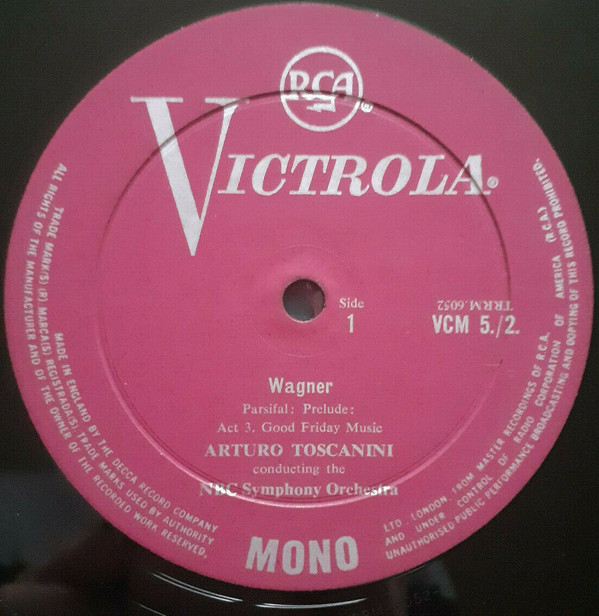 RCA
®
VICTROLA®
Side
1
TRRM.6052
VCM 5./2.
Wagner
Parsifal: Prelude:
Act 3. Good Friday Music
ARTURO TOSCANINI
conducting the
NBC Symphony Orchestra
MONO
ALL RIGHTS OF THE MANUFACTURER AND OF THE OWNER OF THE RECORDED WORK RESERVED.
TRADE MARK(S) (R) MARCA(S) REGISTRADA(S). TRADE MARKS USED BY AUTHORITY
MADE IN ENGLAND BY THE DECCA RECORD COMPANY
LTD., LONDON, FROM MASTER RECORDINGS OF R.C.A.
AND UNDER CONTROL OF RADIO CORPORATION OF AMERICA (R.C.A.)
UNAUTHORISED PUBLIC PERFORMANCE BROADCASTING AND COPYING OF THIS RECORD PROHIBITED.